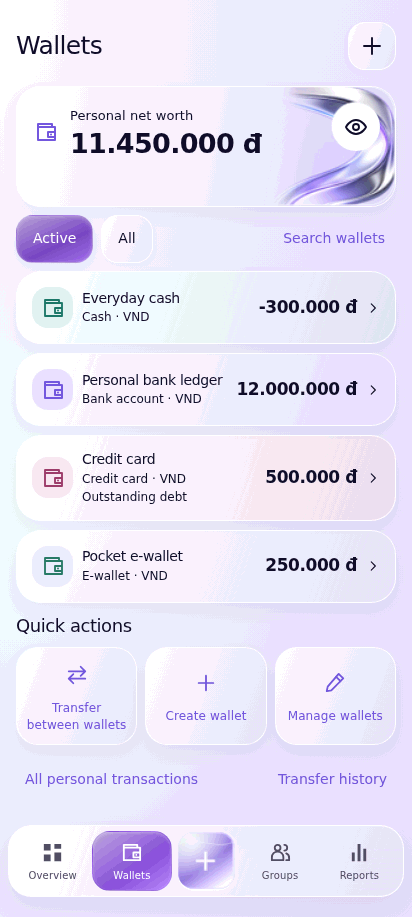 Wallets
Personal net worth
11.450.000 đ
Active
All
Search wallets
Everyday cash
Cash · VND
-300.000 đ
Personal bank ledger
Bank account · VND
12.000.000 đ
Credit card
Credit card · VND
Outstanding debt
500.000 đ
Pocket e-wallet
E-wallet · VND
250.000 đ
Quick actions
Transfer
between wallets
Create wallet
Manage wallets
All personal transactions
Transfer history
Overview
Wallets
Groups
Reports